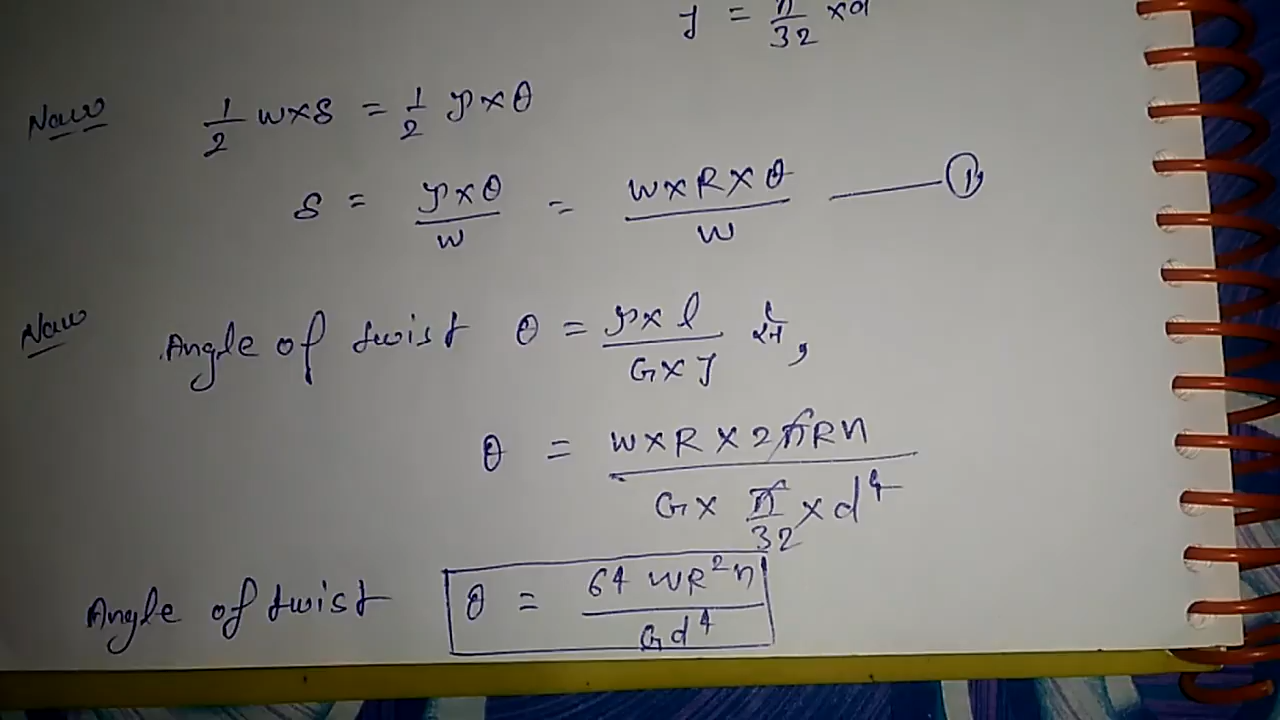 J = π/32 × d
Now 1/2 W×δ = 1/2 T×θ
δ = T×θ/W = W×R×θ/W —— ①
Now Angle of twist θ = T×l/G×J
θ = W×R×2πRn/G×π/32×d⁴
Angle of twist θ = 64 WR²n/Gd⁴